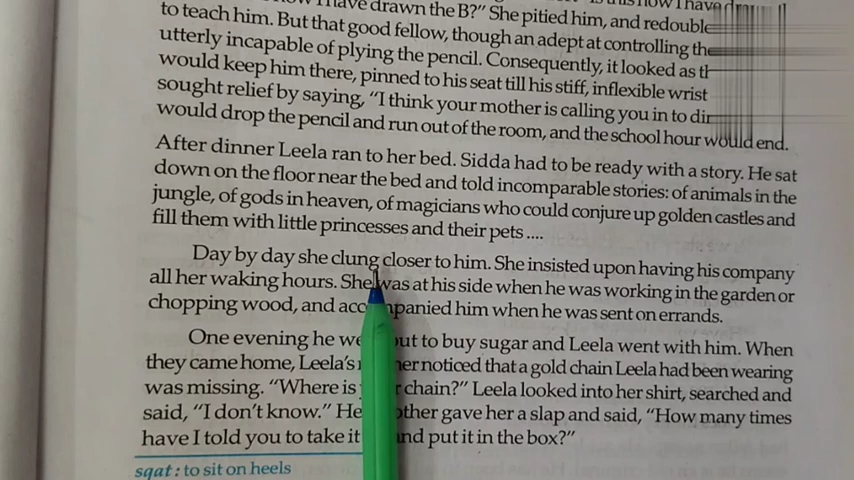 I have drawn the B?" She pitied him, and redouble
to teach him. But that good fellow, though an adept at controlling the
utterly incapable of plying the pencil. Consequently, it looked as
would keep him there, pinned to his seat till his stiff, inflexible wrist
sought relief by saying, "I think your mother is calling you in to
would drop the pencil and run out of the room, and the school hour would end.
After dinner Leela ran to her bed. Sidda had to be ready with a story. He sat
down on the floor near the bed and told incomparable stories: of animals in the
jungle, of gods in heaven, of magicians who could conjure up golden castles and
fill them with little princesses and their pets ....
Day by day she clung closer to him. She insisted upon having his company
all her waking hours. She was at his side when he was working in the garden or
chopping wood, and accompanied him when he was sent on errands.
One evening he we out to buy sugar and Leela went with him. When
they came home, Leela's her noticed that a gold chain Leela had been wearing
was missing. "Where is chain?" Leela looked into her shirt, searched and
said, "I don't know." He other gave her a slap and said, "How many times
have I told you to take it and put it in the box?"
sqat : to sit on heels